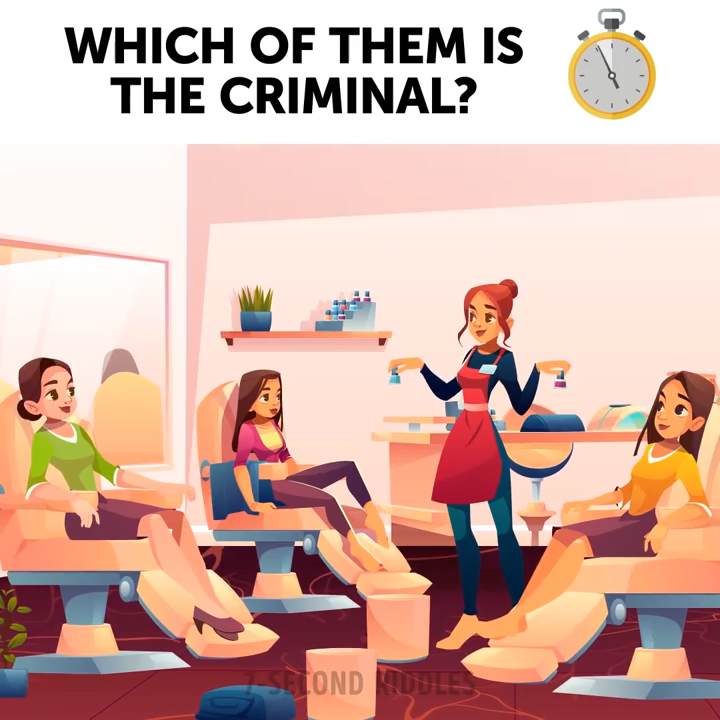 WHICH OF THEM IS
THE CRIMINAL?
7-SECOND RIDDLES